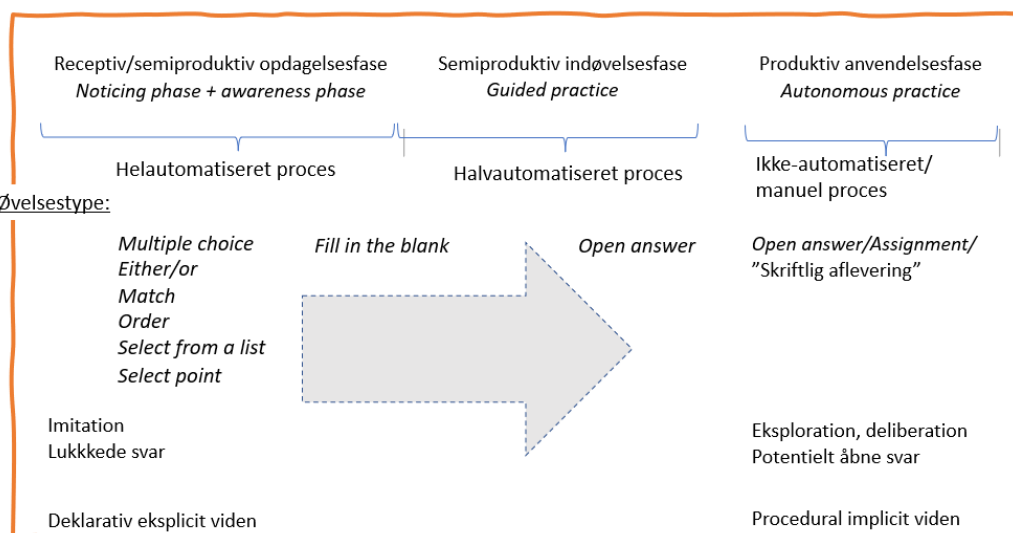 Receptiv/semiproduktiv opdagelsesfase
Noticing phase + awareness phase
Semiproduktiv indøvelsesfase
Guided practice
Produktiv anvendelsesfase
Autonomous practice
Helautomatiseret proces
Halvautomatiseret proces
Ikke-automatiseret/
manuel proces
Øvelsestype:
Multiple choice
Either/or
Match
Order
Select from a list
Select point
Fill in the blank
Open answer
Open answer/Assignment/
”Skriftlig aflevering”
Imitation
Lukkkede svar
Eksploration, deliberation
Potentielt åbne svar
Deklarativ eksplicit viden
Procedural implicit viden